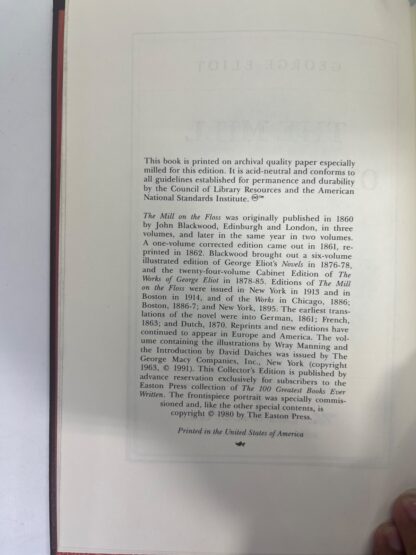 GEORGE ELIOT
THE MILL
This book is printed on archival quality paper especially
milled for this edition. It is acid-neutral and conforms to
all guidelines established for permanence and durability
by the Council of Library Resources and the American
National Standards Institute. ♾™
The Mill on the Floss was originally published in 1860
by John Blackwood, Edinburgh and London, in three
volumes, and later in the same year in two volumes.
A one-volume corrected edition came out in 1861, re-
printed in 1862. Blackwood brought out a six-volume
illustrated edition of George Eliot's Novels in 1876-78,
and the twenty-four-volume Cabinet Edition of The
Works of George Eliot in 1878-85. Editions of The Mill
on the Floss were issued in New York in 1913 and in
Boston in 1914, and of the Works in Chicago, 1886;
Boston, 1886-7; and New York, 1895. The earliest trans-
lations of the novel were into German, 1861; French,
1863; and Dutch, 1870. Reprints and new editions have
continued to appear in Europe and America. The vol-
ume containing the illustrations by Wray Manning and
the Introduction by David Daiches was issued by The
George Macy Companies, Inc., New York (copyright
1963, © 1991). This Collector's Edition is published by
advance reservation exclusively for subscribers to the
Easton Press collection of The 100 Greatest Books Ever
Written. The frontispiece portrait was specially commis-
sioned and, like the other special contents, is
copyright © 1980 by The Easton Press.
Printed in the United States of America